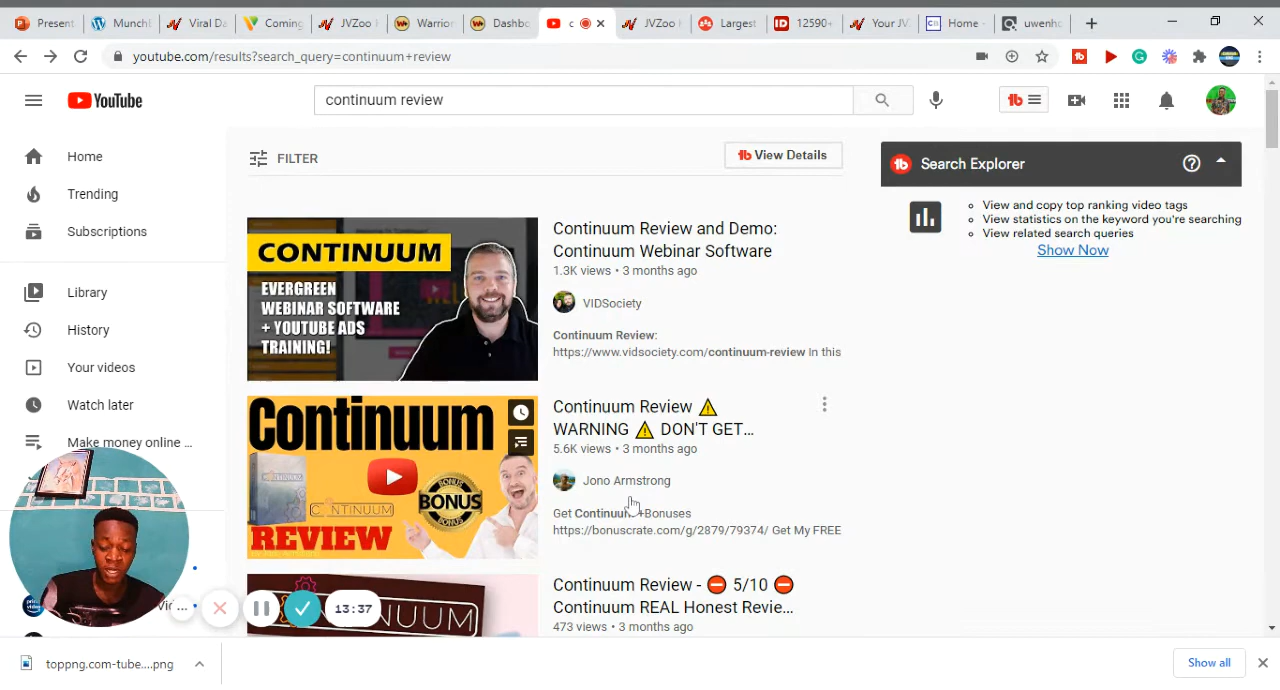 Present
Munch
Viral Da
Coming
JVZoo
Warrior
Dashbo
c
JVZoo
Largest
12590+
Your JV
Home
uwenho
youtube.com/results?search_query=continuum+review
YouTube
continuum review
Home
Trending
Subscriptions
Library
History
Your videos
Watch later
Make money online ...
FILTER
View Details
CONTINUUM
EVERGREEN
WEBINAR SOFTWARE
+ YOUTUBE ADS
TRAINING!
Continuum Review and Demo:
Continuum Webinar Software
1.3K views • 3 months ago
VIDSociety
Continuum Review:
https://www.vidsociety.com/continuum-review In this
Continuum
CONTINUUM
BONUS
REVIEW
Continuum Review ⚠
WARNING ⚠ DON'T GET...
5.6K views • 3 months ago
Jono Armstrong
Get Continuum +Bonuses
https://bonuscrate.com/g/2879/79374/ Get My FREE
CONTINUUM
Continuum Review - ⛔ 5/10 ⛔
Continuum REAL Honest Revie...
473 views • 3 months ago
Search Explorer
View and copy top ranking video tags
View statistics on the keyword you're searching
View related search queries
Show Now
13:37
toppng.com-tube....png
Show all